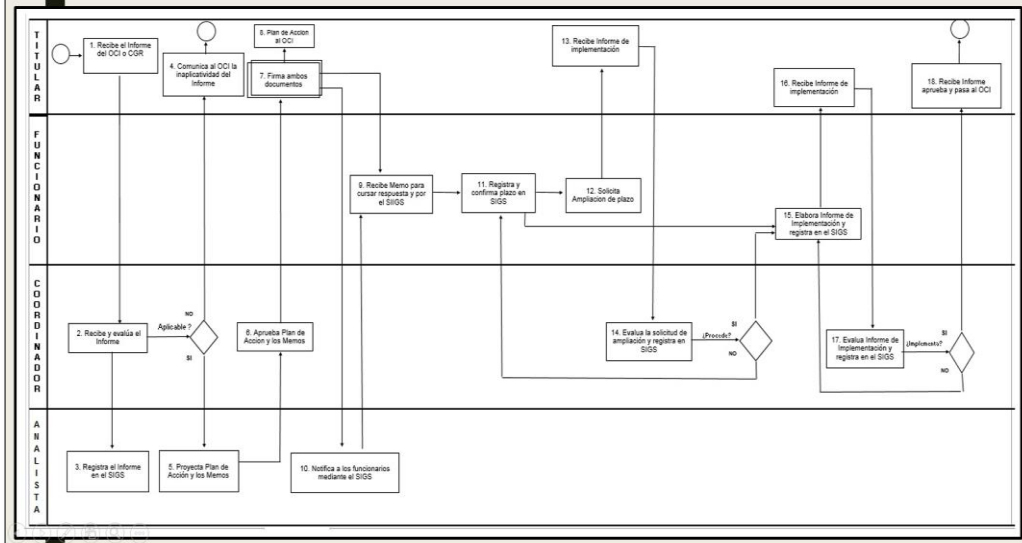 TITULAR
1. Recibe el Informe
del OCI o CGR
4. Comunica al OCI la
inaplicatividad del
Informe
8. Plan de Accion
al OCI
7. Firma ambos
documentos
13. Recibe Informe de
implementación
16. Recibe Informe de
implementación
18. Recibe Informe
aprueba y pasa al OCI
FUNCIONARIO
9. Recibe Memo para
cursar respuesta y por
el SIIGS
11. Registra y
confirma plazo en
SIGS
12. Solicita
Ampliacion de plazo
15. Elabora Informe de
Implementación y
registra en el SIGS
COORDINADOR
2. Recibe y evalúa el
Informe
Aplicable ?
NO
SI
6. Aprueba Plan de
Accion y los Memos
14. Evalua la solicitud de
ampliación y registra en
SIGS
¿Procede?
SI
NO
17. Evalua Informe de
Implementación y
registra en el SIGS
¿Implemento?
SI
NO
ANALISTA
3. Registra el Informe
en el SIGS
5. Proyecta Plan de
Acción y los Memos
10. Notifica a los funcionarios
mediante el SIGS